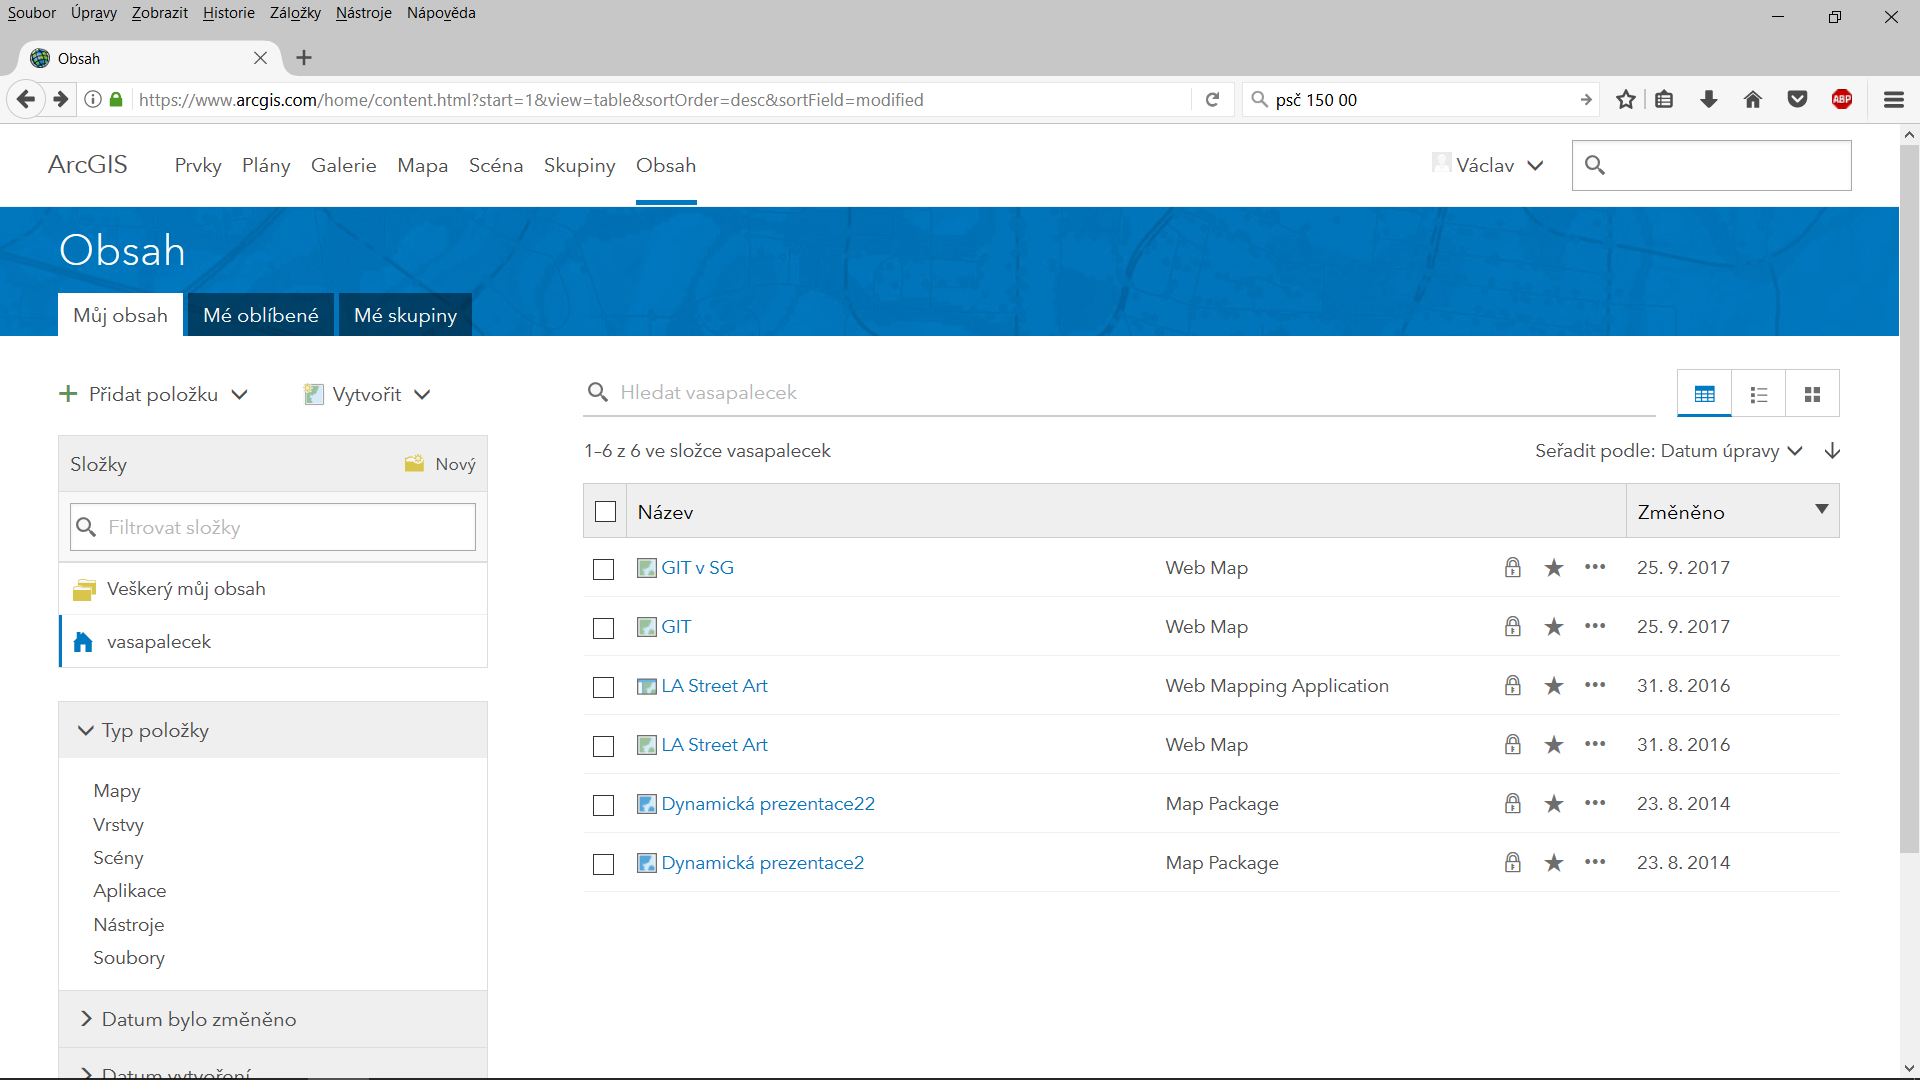 Soubor Úpravy Zobrazit Historie Záložky Nástroje Nápověda
Obsah
https://www.arcgis.com/home/content.html?start=1&view=table&sortOrder=desc&sortField=modified
psč 150 00
ABP
ArcGIS Prvky Plány Galerie Mapa Scéna Skupiny Obsah
Václav
Obsah
Můj obsah Mé oblíbené Mé skupiny
Přidat položku Vytvořit
Hledat vasapalecek
Složky Nový
Filtrovat složky
Veškerý můj obsah
vasapalecek
Typ položky
Mapy
Vrstvy
Scény
Aplikace
Nástroje
Soubory
Datum bylo změněno
Datum vytvoření
1–6 z 6 ve složce vasapalecek
Seřadit podle: Datum úpravy
Název Změněno
GIT v SG Web Map 25. 9. 2017
GIT Web Map 25. 9. 2017
LA Street Art Web Mapping Application 31. 8. 2016
LA Street Art Web Map 31. 8. 2016
Dynamická prezentace22 Map Package 23. 8. 2014
Dynamická prezentace2 Map Package 23. 8. 2014